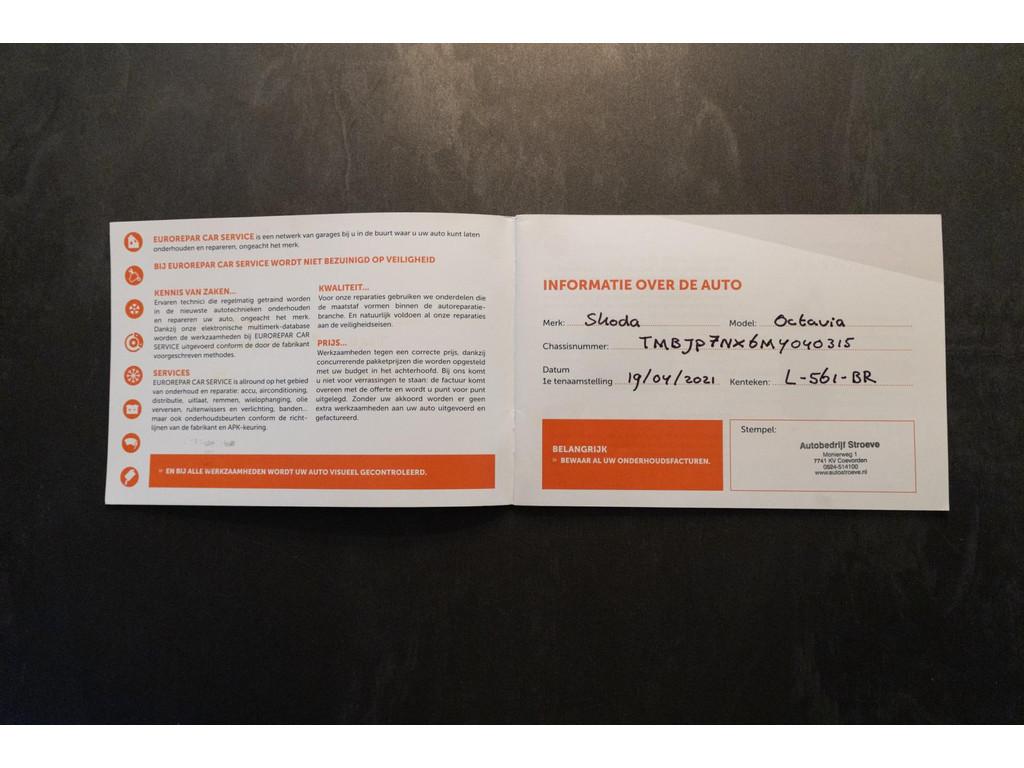 EUROREPAR CAR SERVICE is een netwerk van garages bij u in de buurt waar u uw auto kunt laten
onderhouden en repareren, ongeacht het merk.
BIJ EUROREPAR CAR SERVICE WORDT NIET BEZUINIGD OP VEILIGHEID
KENNIS VAN ZAKEN...
Ervaren technici die regelmatig getraind worden
in de nieuwste autotechnieken onderhouden
en repareren uw auto, ongeacht het merk.
Dankzij onze elektronische multimerk-database
worden de werkzaamheden bij EUROREPAR CAR
SERVICE uitgevoerd conform de door de fabrikant
voorgeschreven methodes.
SERVICES
EUROREPAR CAR SERVICE is allround op het gebied
van onderhoud en reparatie: accu, airconditioning,
distributie, uitlaat, remmen, wielophanging, olie
verversen, ruitenwissers en verlichting, banden...
maar ook onderhoudsbeurten conform de richt-
lijnen van de fabrikant en APK-keuring.
KWALITEIT...
Voor onze reparaties gebruiken we onderdelen die
de maatstaf vormen binnen de autoreparatie-
branche. En natuurlijk voldoen al onze reparaties
aan de veiligheidseisen.
PRIJS...
Werkzaamheden tegen een correcte prijs, dankzij
concurrerende pakketprijzen die worden opgesteld
met uw budget in het achterhoofd. Bij ons komt
u niet voor verrassingen te staan: de factuur komt
overeen met de offerte en wordt u punt voor punt
uitgelegd. Zonder uw akkoord worden er geen
extra werkzaamheden aan uw auto uitgevoerd en
gefactureerd.
» EN BIJ ALLE WERKZAAMHEDEN WORDT UW AUTO VISUEEL GECONTROLEERD.
INFORMATIE OVER DE AUTO
Merk: Skoda Model: Octavia
Chassisnummer: TMBJP7NX6MY040315
Datum
1e tenaamstelling 19/04/2021 Kenteken: L-561-BR
BELANGRIJK
» BEWAAR AL UW ONDERHOUDSFACTUREN.
Stempel:
Autobedrijf Stroeve
Monierweg 1
7741 KV Coevorden
0524-514100
www.autostroeve.nl